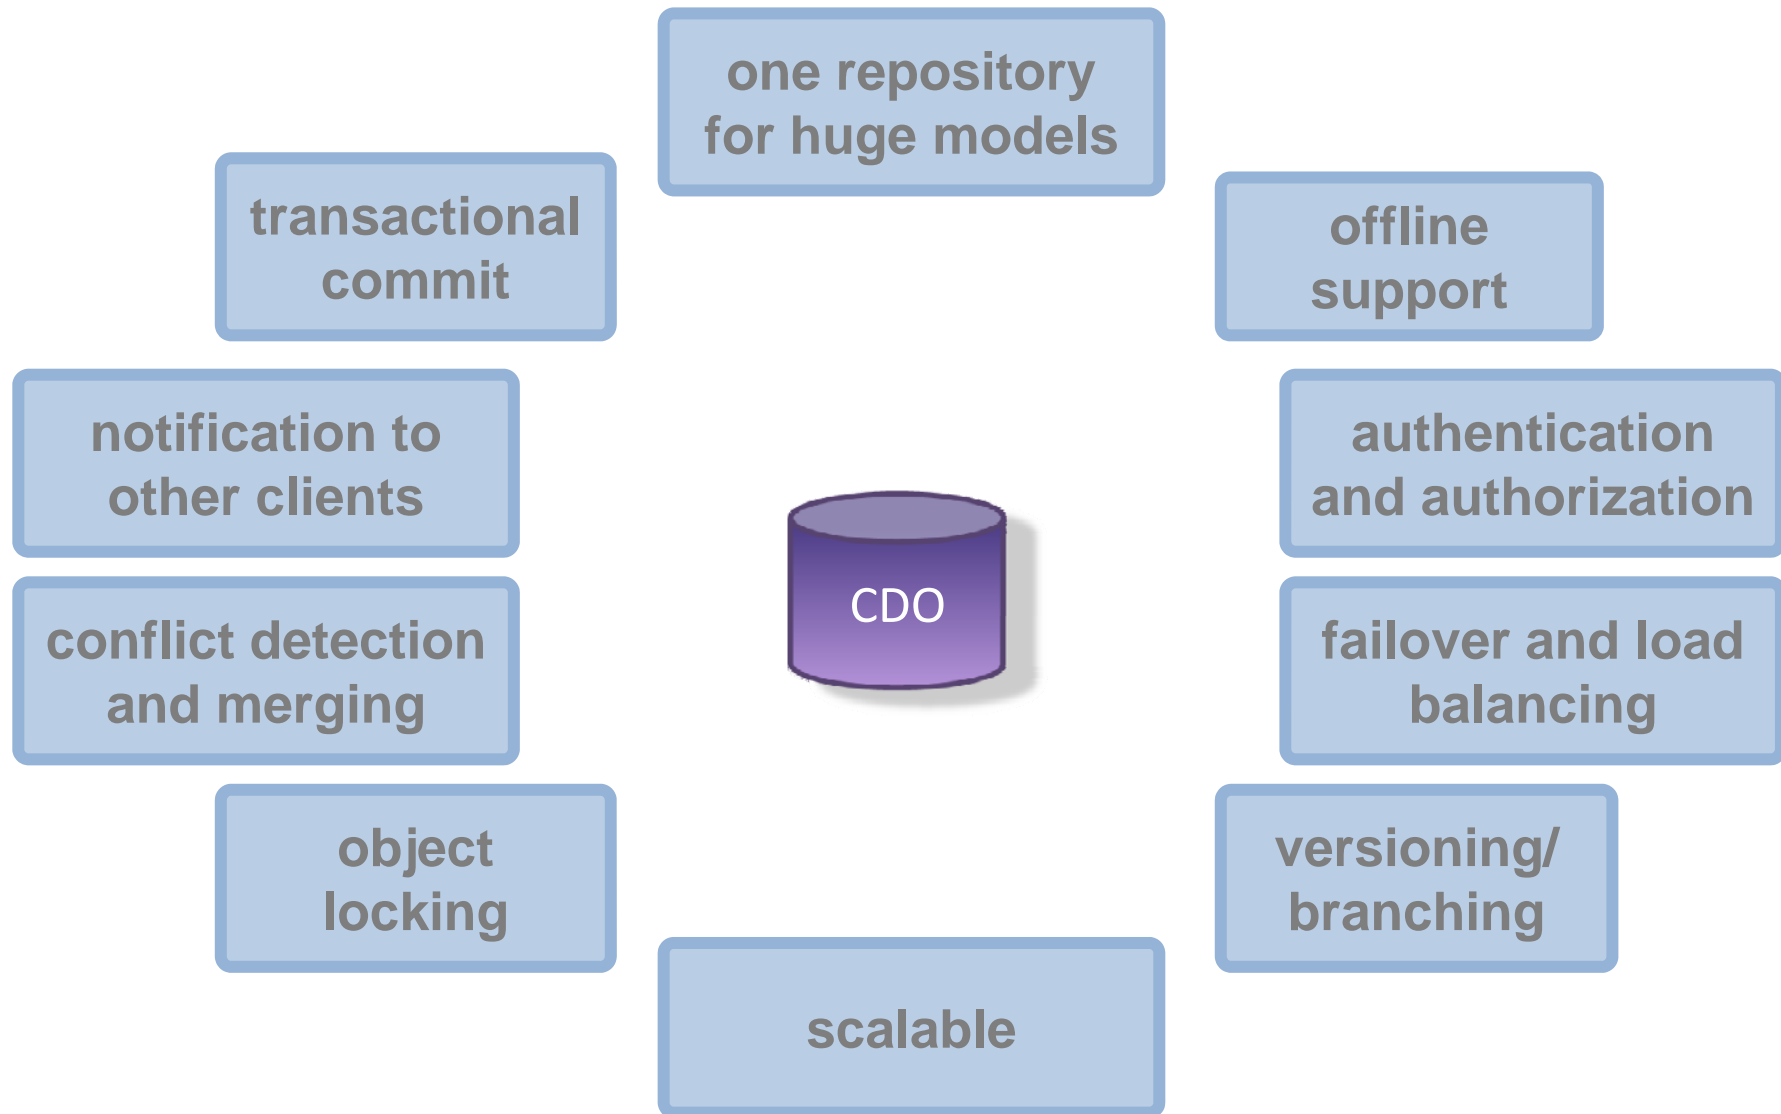 one repository
for huge models
transactional
commit
offline
support
notification to
other clients
authentication
and authorization
CDO
conflict detection
and merging
failover and load
balancing
object
locking
versioning/
branching
scalable